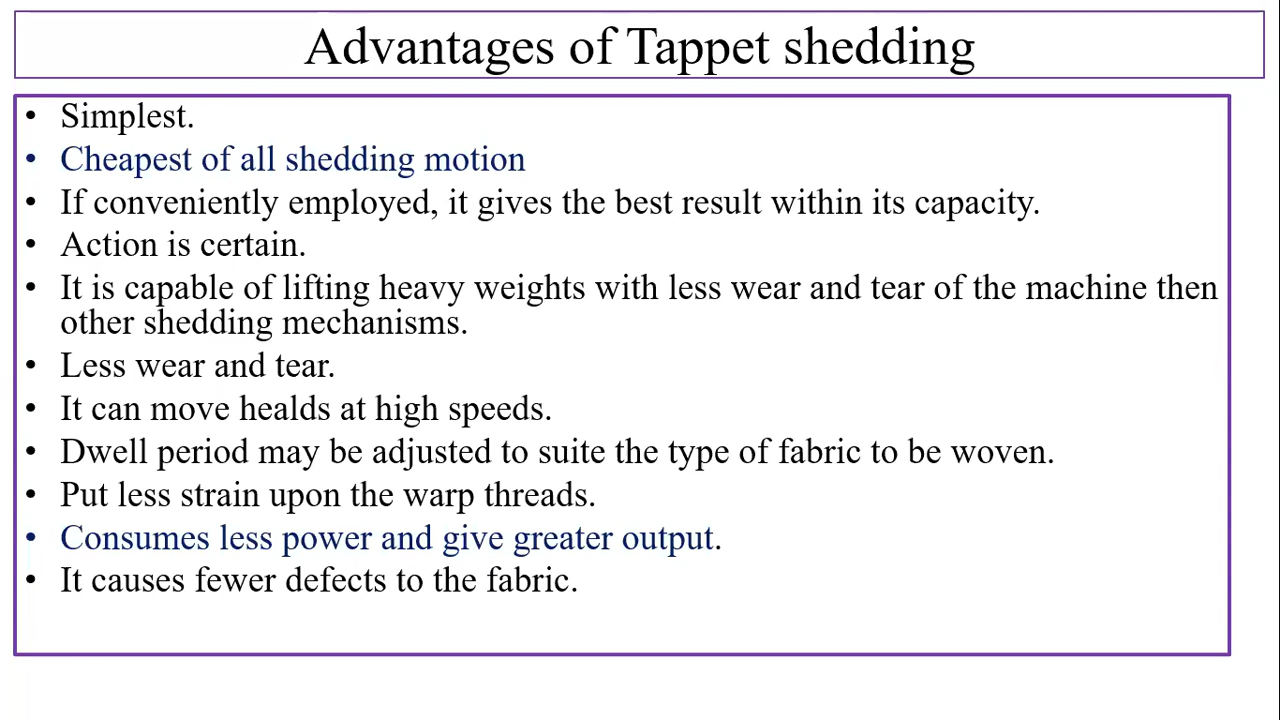 Advantages of Tappet shedding
• Simplest.
• Cheapest of all shedding motion
• If conveniently employed, it gives the best result within its capacity.
• Action is certain.
• It is capable of lifting heavy weights with less wear and tear of the machine then
other shedding mechanisms.
• Less wear and tear.
• It can move healds at high speeds.
• Dwell period may be adjusted to suite the type of fabric to be woven.
• Put less strain upon the warp threads.
• Consumes less power and give greater output.
• It causes fewer defects to the fabric.